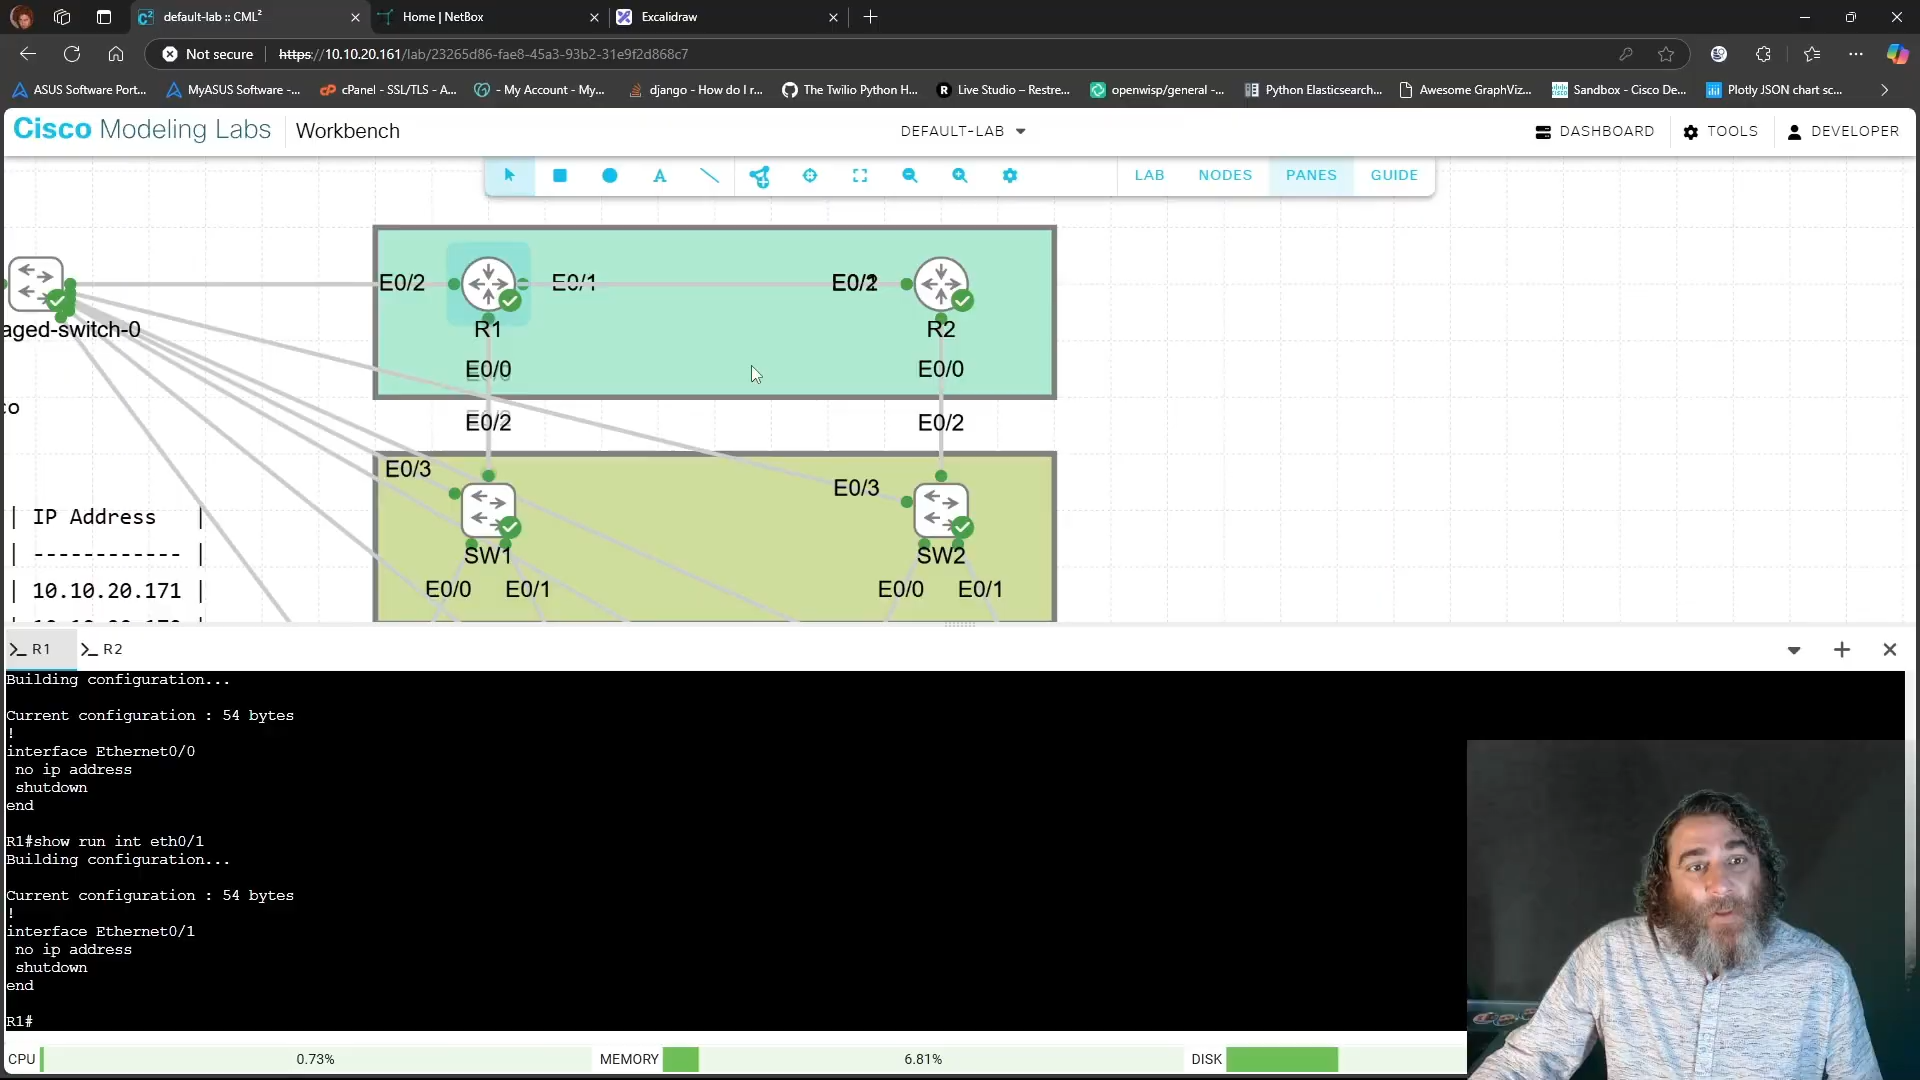 default-lab :: CML²
Home | NetBox
Excalidraw
Not secure
https://10.10.20.161/lab/23265d86-fae8-45a3-93b2-31e9f2d868c7
ASUS Software Port...
MyASUS Software -...
cPanel - SSL/TLS - A...
- My Account - My...
django - How do I r...
The Twilio Python H...
Live Studio – Restre...
openwisp/general -...
Python Elasticsearch...
Awesome GraphViz...
Sandbox - Cisco De...
Plotly JSON chart sc...
Cisco Modeling Labs
Workbench
DEFAULT-LAB
DASHBOARD
TOOLS
DEVELOPER
A
LAB
NODES
PANES
GUIDE
E0/2
E0/1
R1
R2
aged-switch-0
E0/0
E0/0
co
E0/2
E0/2
E0/3
E0/3
| IP Address |
| ------------ |
| 10.10.20.171 |
SW1
SW2
E0/0
E0/1
E0/0
E0/1
R1
R2
Building configuration...
Current configuration : 54 bytes
!
interface Ethernet0/0
no ip address
shutdown
end
R1#show run int eth0/1
Building configuration...
Current configuration : 54 bytes
!
interface Ethernet0/1
no ip address
shutdown
end
R1#
CPU
0.73%
MEMORY
6.81%
DISK